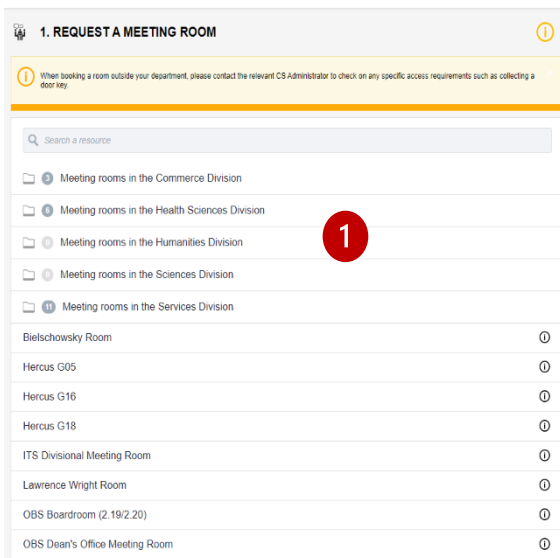 1. REQUEST A MEETING ROOM
When booking a room outside your department, please contact the relevant CS Administrator to check on any specific access requirements such as collecting a
door key.
Search a resource
3 Meeting rooms in the Commerce Division
6 Meeting rooms in the Health Sciences Division
1
0 Meeting rooms in the Humanities Division
0 Meeting rooms in the Sciences Division
11 Meeting rooms in the Services Division
Bielschowsky Room
Hercus G05
Hercus G16
Hercus G18
ITS Divisional Meeting Room
Lawrence Wright Room
OBS Boardroom (2.19/2.20)
OBS Dean's Office Meeting Room